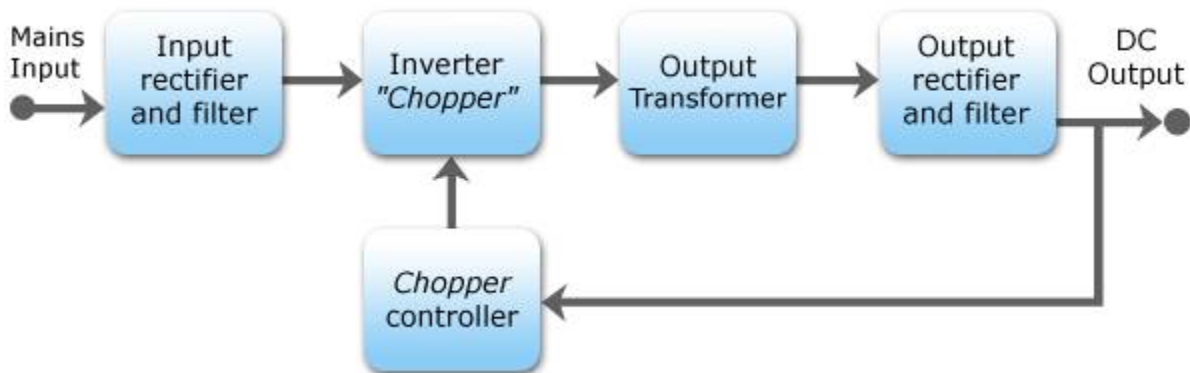 Mains
Input
Input
rectifier
and filter
Inverter
"Chopper"
Output
Transformer
Output
rectifier
and filter
DC
Output
Chopper
controller